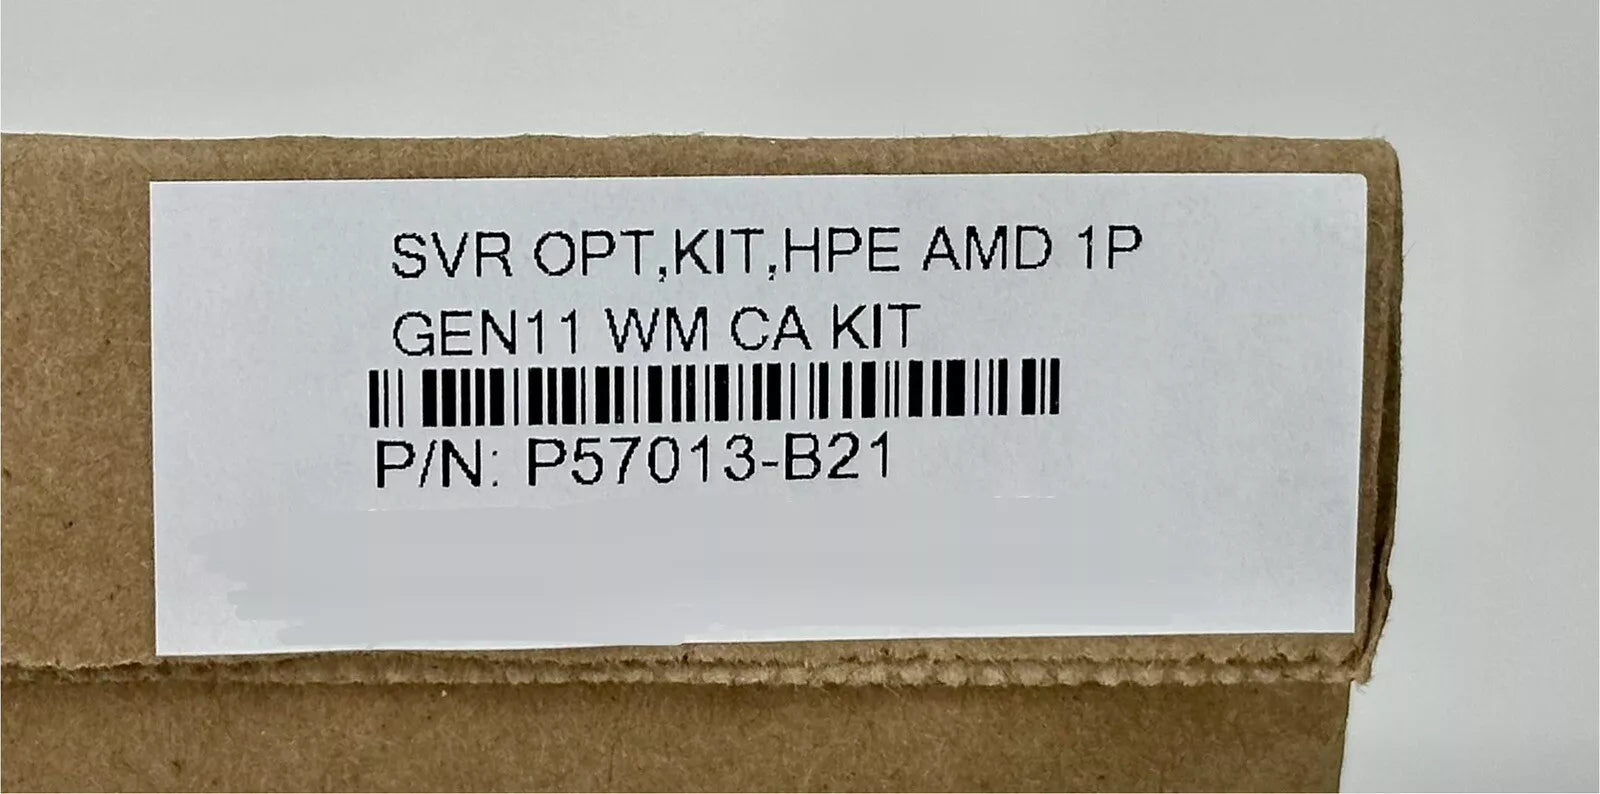 SVR OPT,KIT,HPE AMD 1P
GEN11 WM CA KIT
P/N: P57013-B21